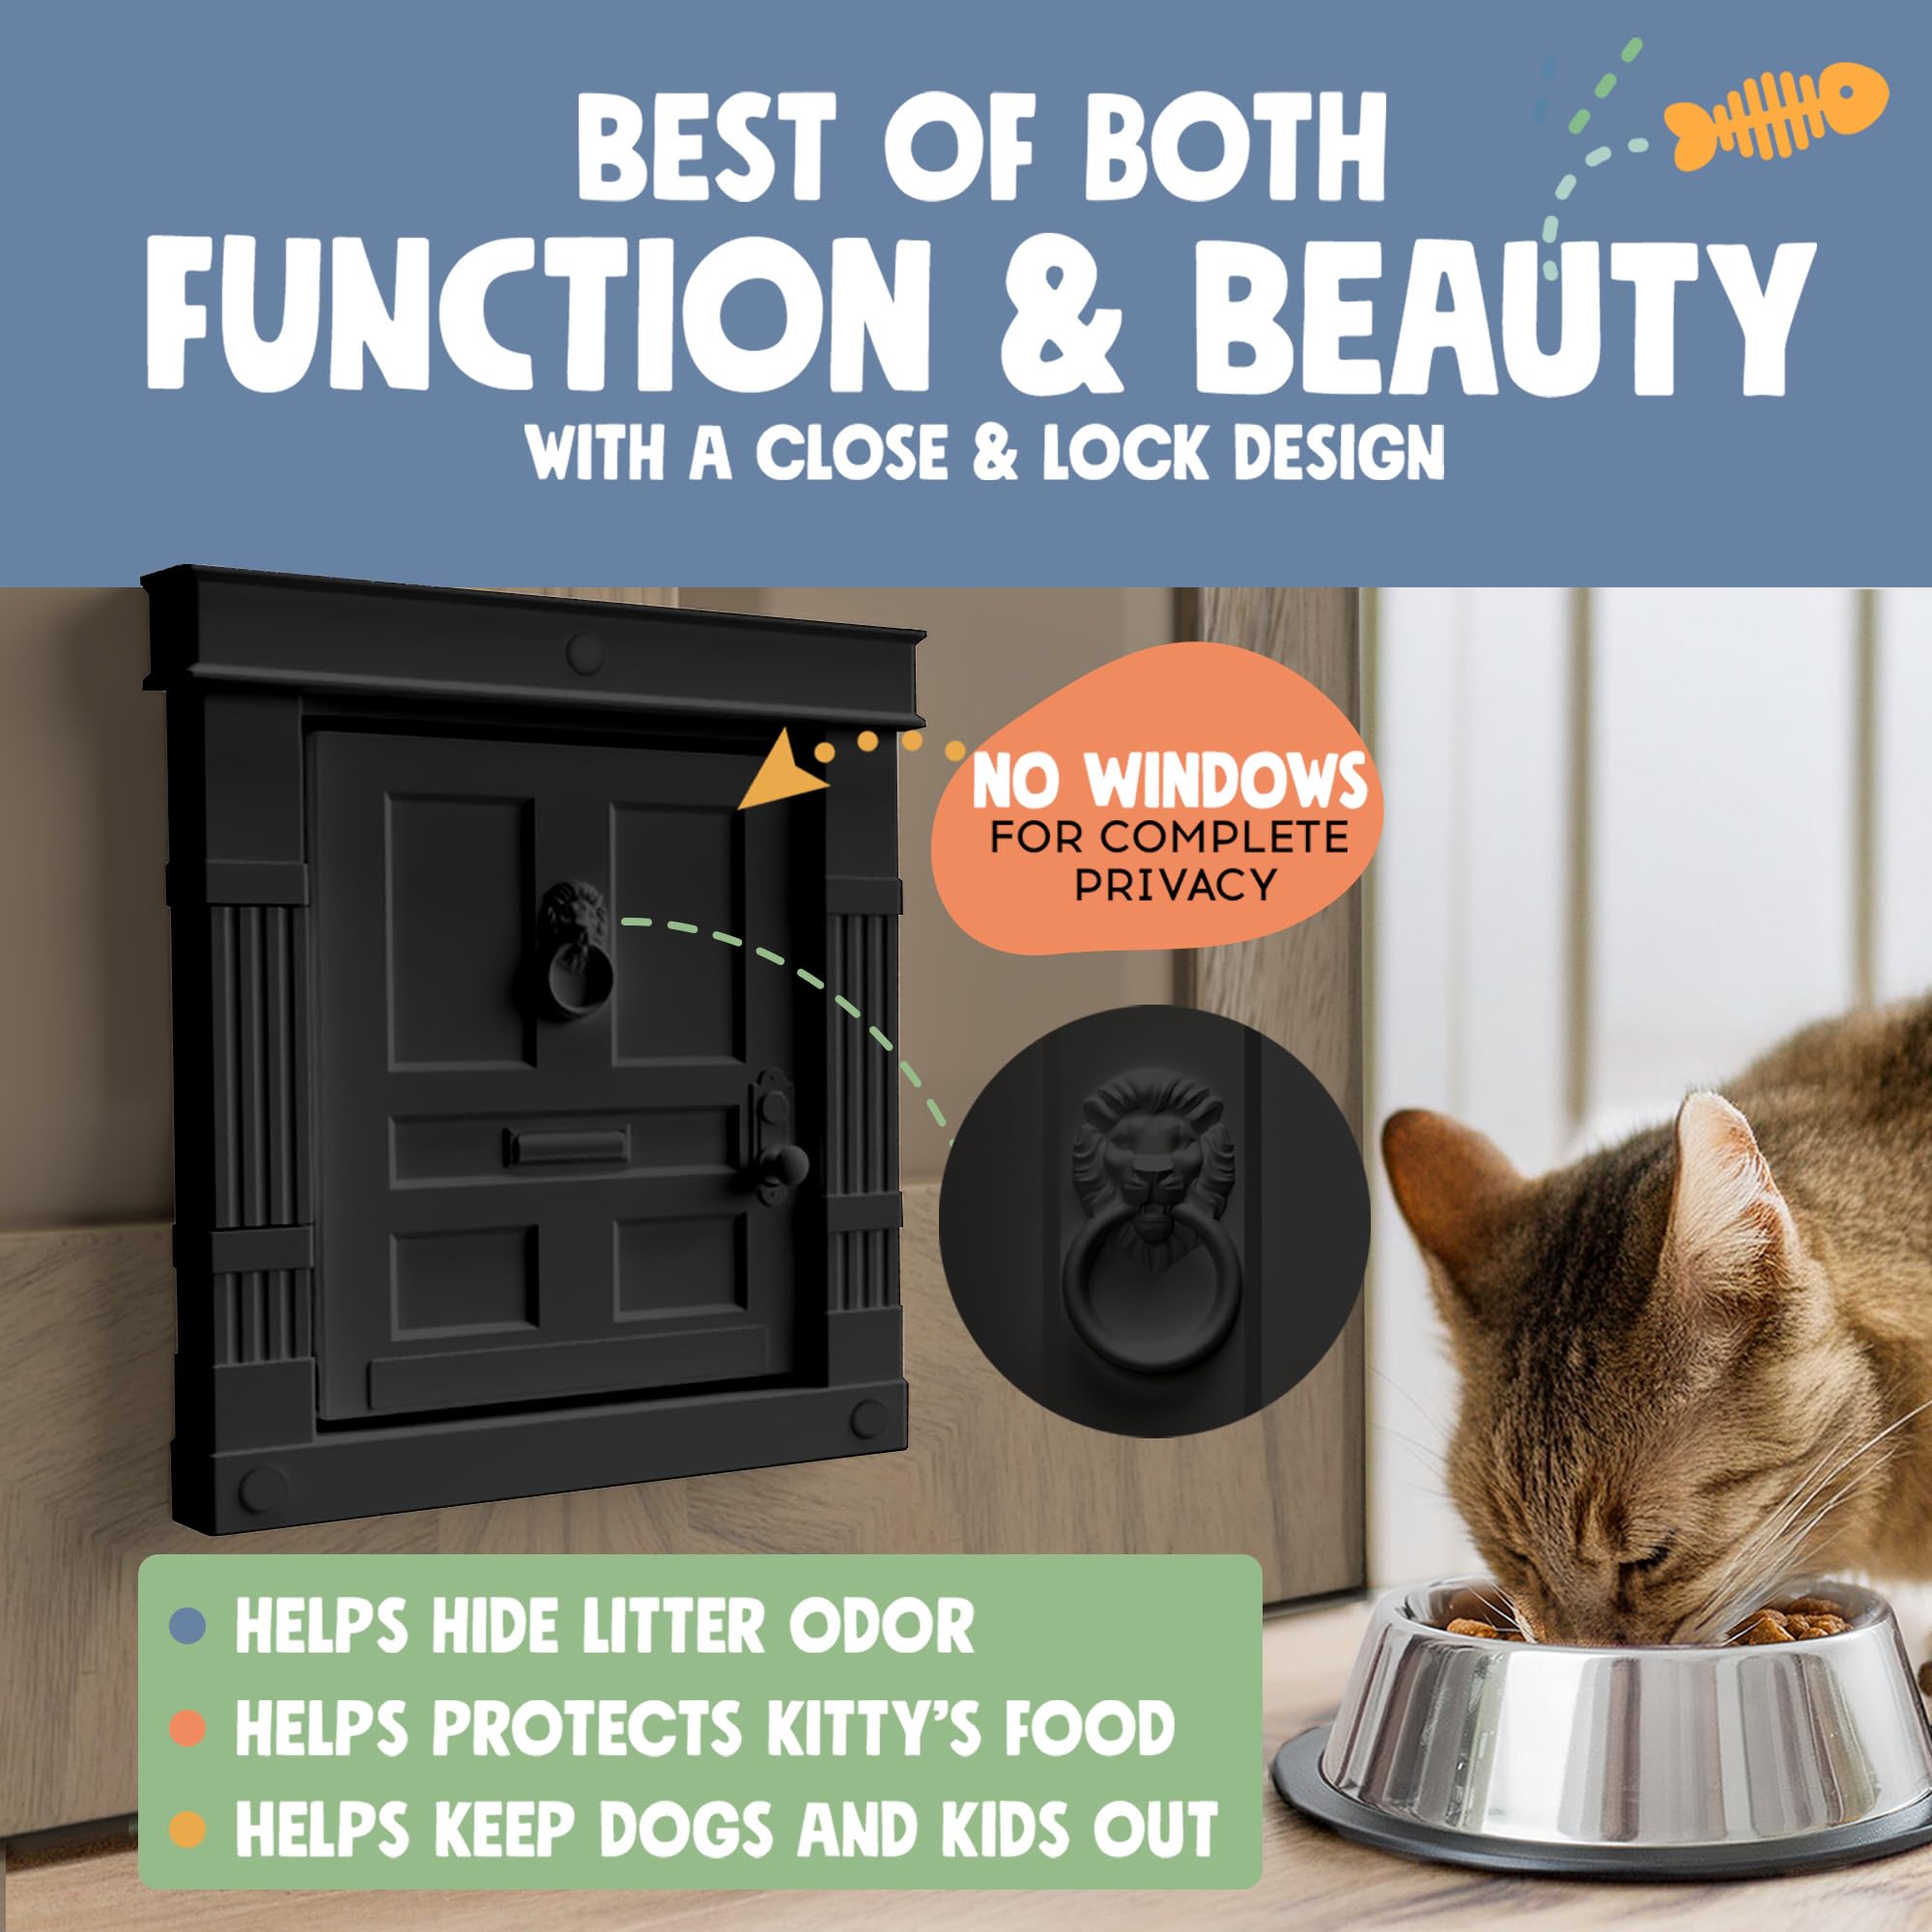 BEST OF BOTH
FUNCTION & BEAUTY
WITH A CLOSE & LOCK DESIGN
NO WINDOWS
FOR COMPLETE
PRIVACY
HELPS HIDE LITTER ODOR
HELPS PROTECTS KITTY'S FOOD
HELPS KEEP DOGS AND KIDS OUT